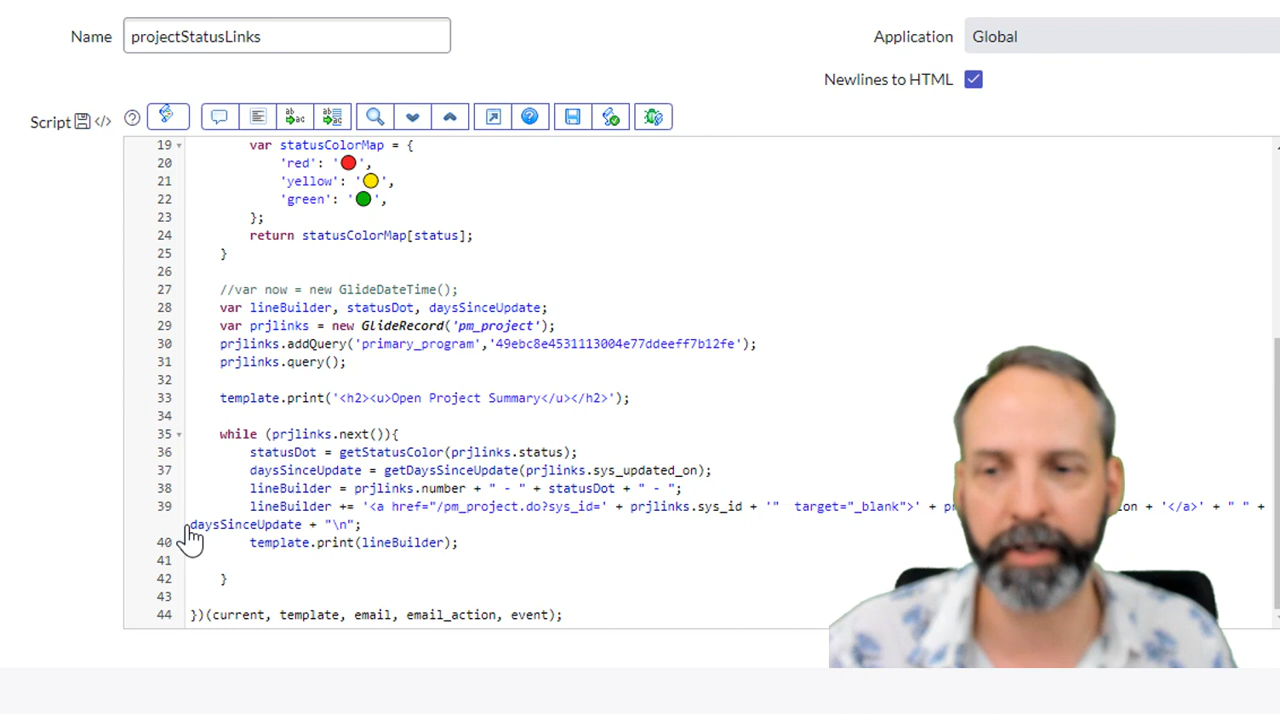 Name projectStatusLinks Application Global
Newlines to HTML
Script
19 var statusColorMap = {
20 'red': '🔴',
21 'yellow': '🟡',
22 'green': '🟢',
23 };
24 return statusColorMap[status];
25 }
26
27 //var now = new GlideDateTime();
28 var lineBuilder, statusDot, daysSinceUpdate;
29 var prjlinks = new GlideRecord('pm_project');
30 prjlinks.addQuery('primary_program','49ebc8e4531113004e77ddeeff7b12fe');
31 prjlinks.query();
32
33 template.print('<h2><u>Open Project Summary</u></h2>');
34
35 while (prjlinks.next()){
36 statusDot = getStatusColor(prjlinks.status);
37 daysSinceUpdate = getDaysSinceUpdate(prjlinks.sys_updated_on);
38 lineBuilder = prjlinks.number + " - " + statusDot + " - ";
39 lineBuilder += '<a href="/pm_project.do?sys_id=' + prjlinks.sys_id + '"  target="_blank">' + + '</a>' + " " +
daysSinceUpdate + "\n";
40 template.print(lineBuilder);
41
42 }
43
44 })(current, template, email, email_action, event);